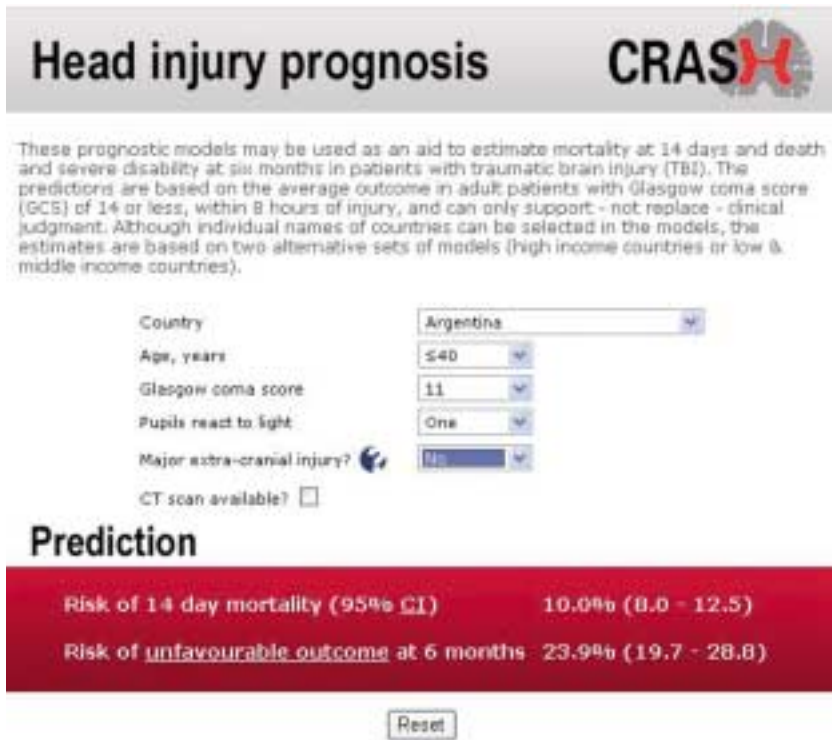 Head injury prognosis CRASH
These prognostic models may be used as an aid to estimate mortality at 14 days and death
and severe disability at six months in patients with traumatic brain injury (TBI). The
predictions are based on the average outcome in adult patients with Glasgow coma score
(GCS) of 14 or less, within 8 hours of injury, and can only support - not replace - clinical
judgment. Although individual names of countries can be selected in the models, the
estimates are based on two alternative sets of models (high income countries or low &
middle income countries).
Country Argentina
Age, years ≤40
Glasgow coma score 11
Pupils react to light One
Major extra-cranial injury? No
CT scan available?
Prediction
Risk of 14 day mortality (95% CI) 10.0% (8.0 - 12.5)
Risk of unfavourable outcome at 6 months 23.9% (19.7 - 28.8)
Reset